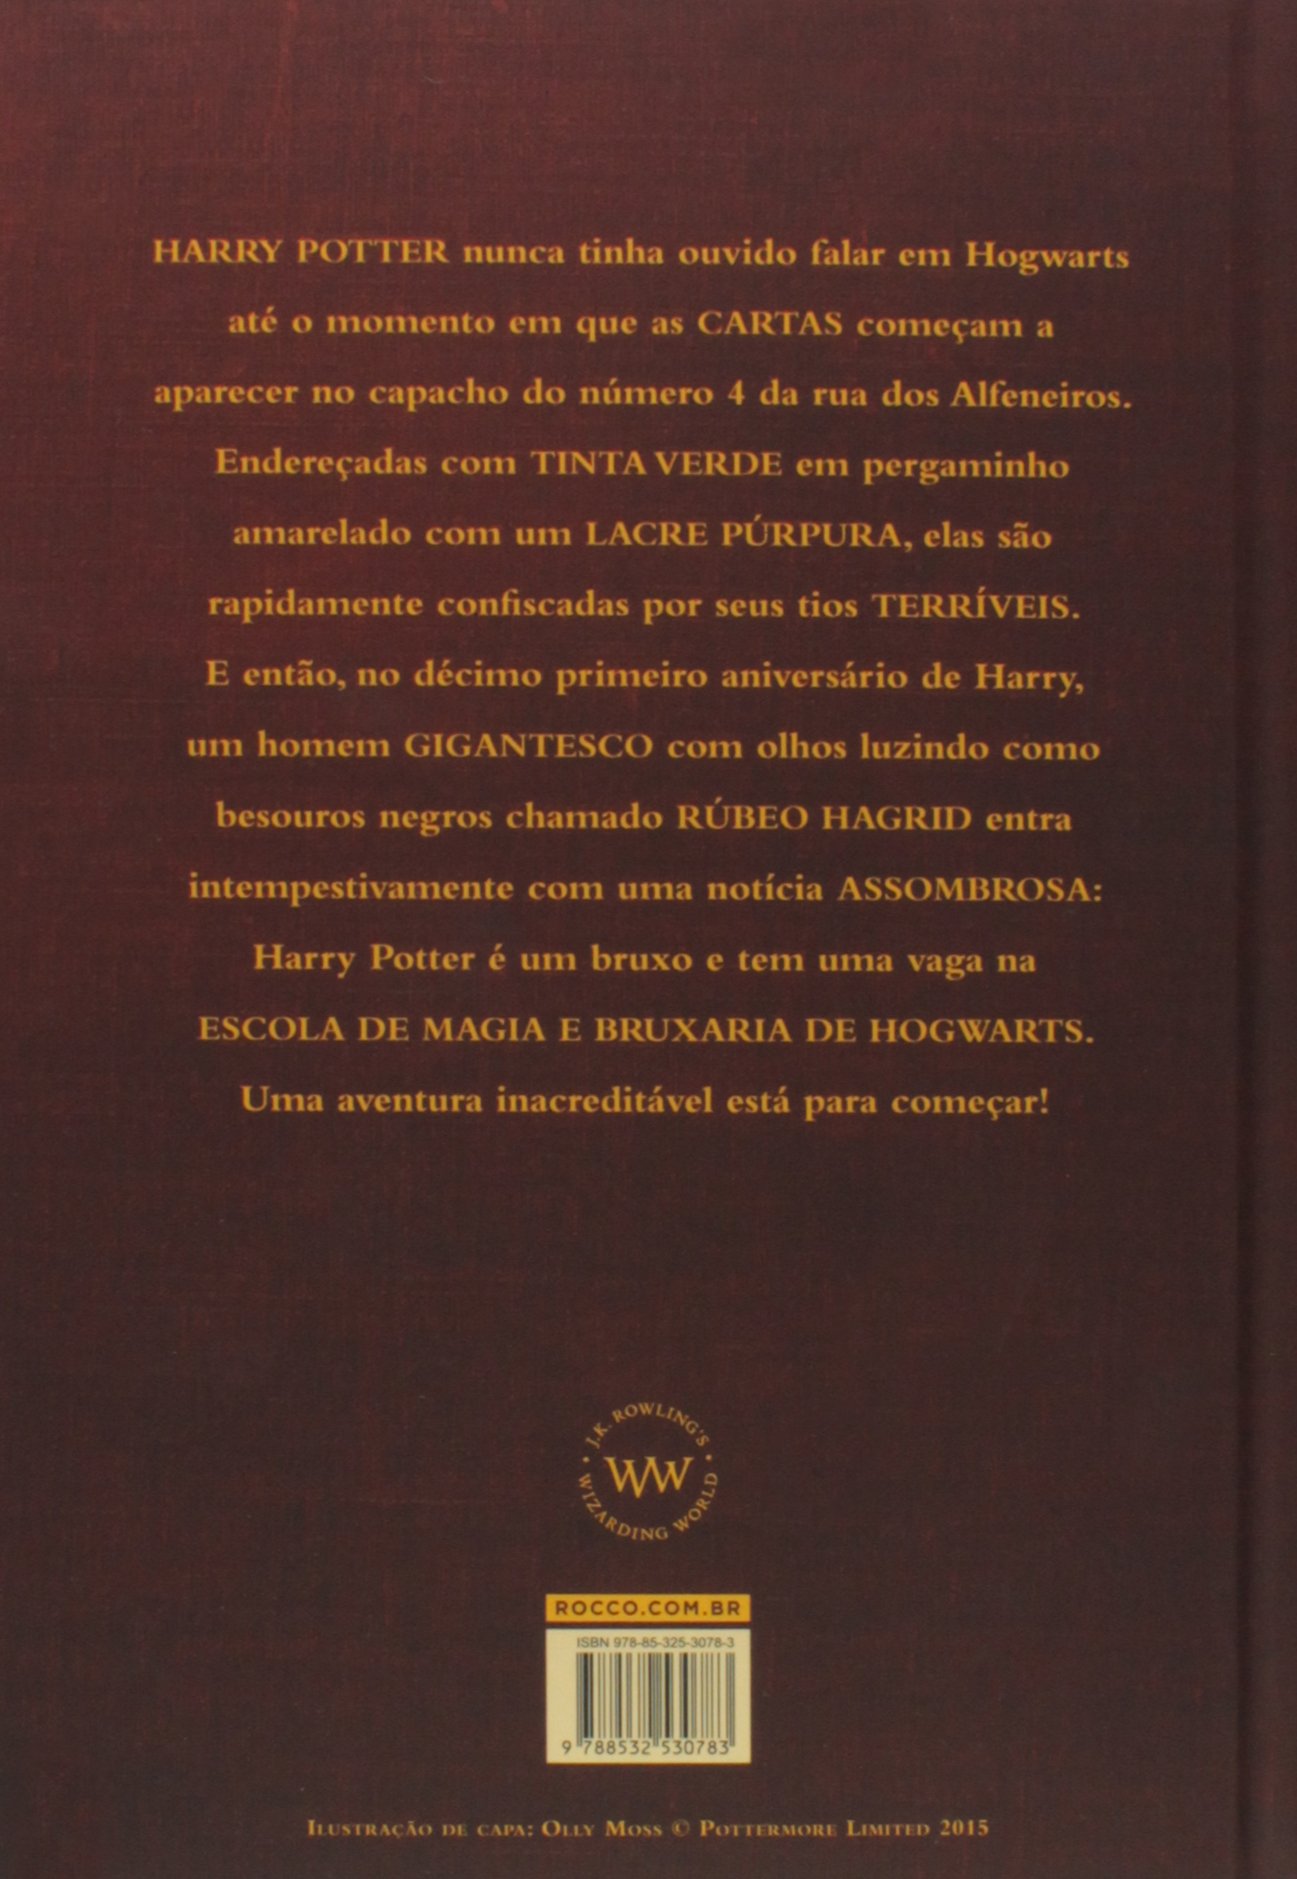 HARRY POTTER nunca tinha ouvido falar em Hogwarts
até o momento em que as CARTAS começam a
aparecer no capacho do número 4 da rua dos Alfeneiros.
Endereçadas com TINTA VERDE em pergaminho
amarelado com um LACRE PÚRPURA, elas são
rapidamente confiscadas por seus tios TERRÍVEIS.
E então, no décimo primeiro aniversário de Harry,
um homem GIGANTESCO com olhos luzindo como
besouros negros chamado RÚBEO HAGRID entra
intempestivamente com uma notícia ASSOMBROSA:
Harry Potter é um bruxo e tem uma vaga na
ESCOLA DE MAGIA E BRUXARIA DE HOGWARTS.
Uma aventura inacreditável está para começar!
J.K. ROWLING'S
WW
WIZARDING WORLD
ROCCO.COM.BR
ISBN 978-85-325-3078-3
9 788532 530783
ILUSTRAÇÃO DE CAPA: OLLY MOSS © POTTERMORE LIMITED 2015